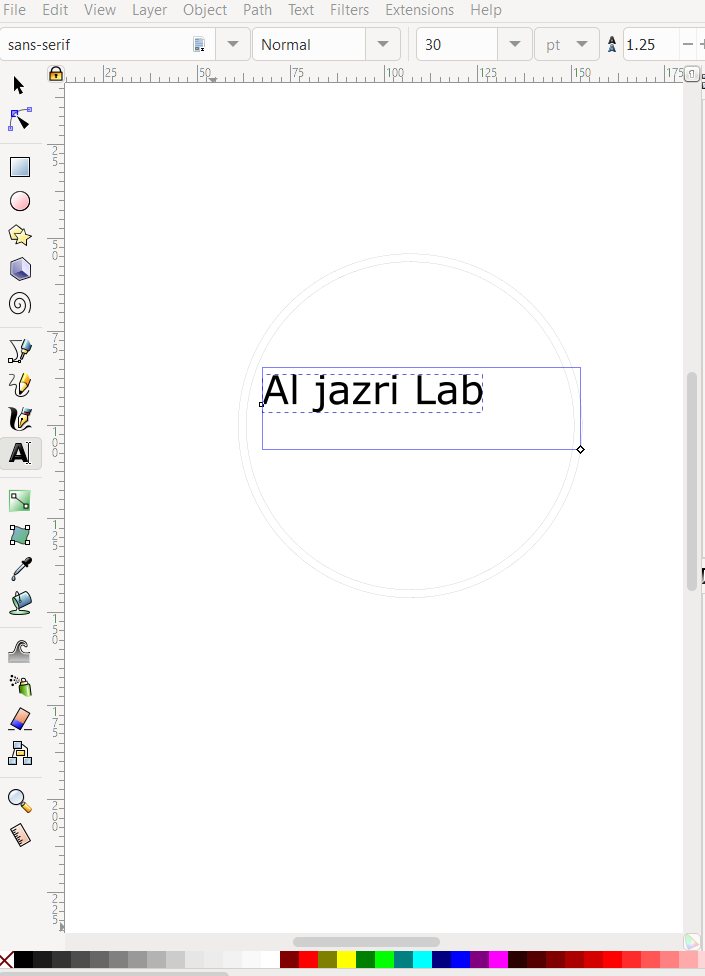 File Edit View Layer Object Path Text Filters Extensions Help
sans-serif Normal 30 pt 1.25
25 50 75 100 125 150 175
25
50
75
Al jazri Lab
100
125
150
175
200
225